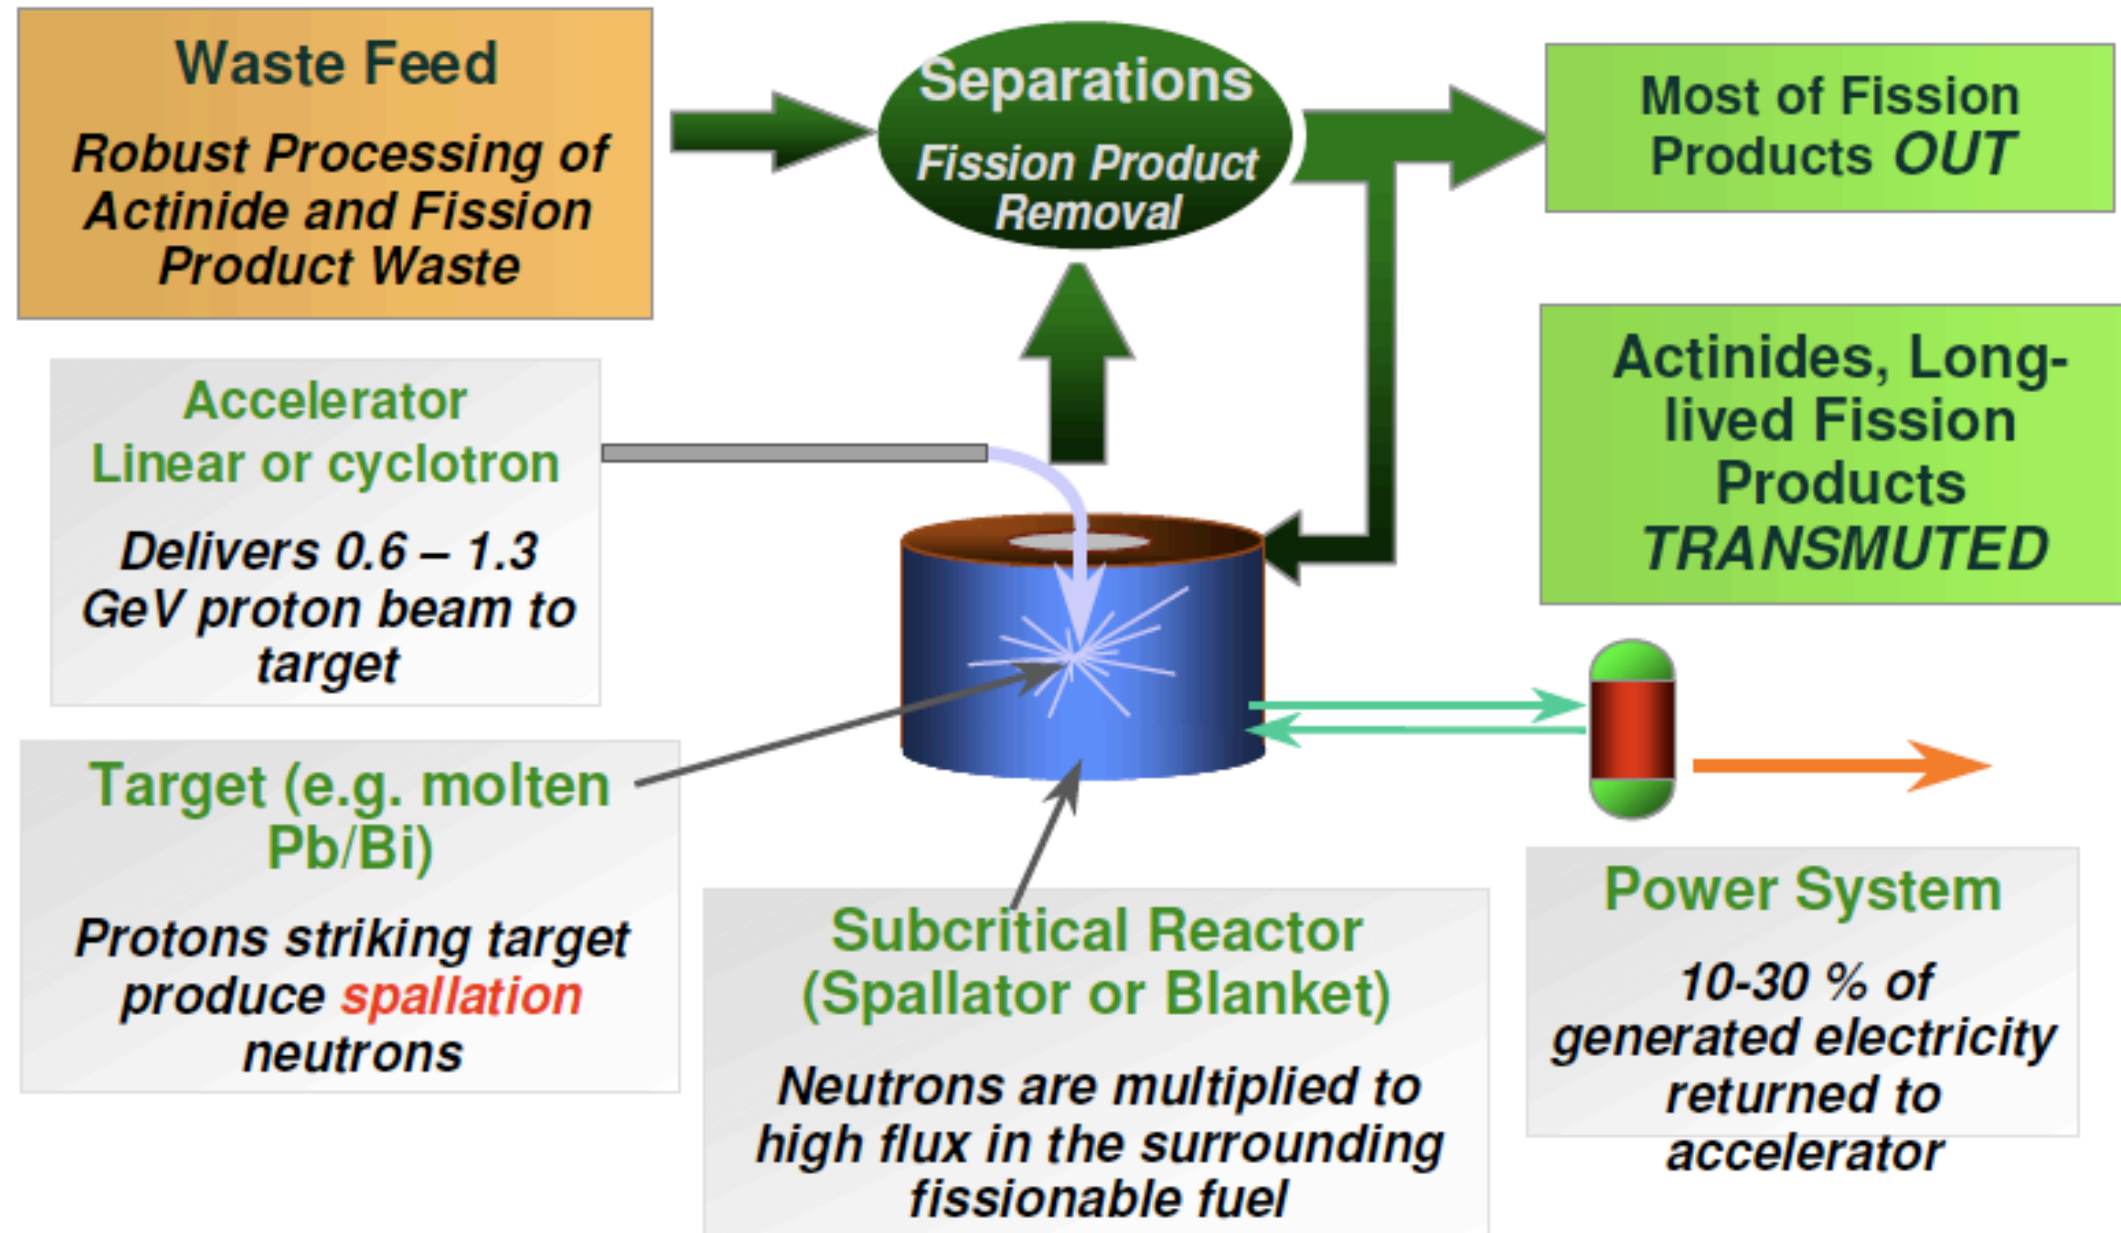 Waste Feed
Robust Processing of
Actinide and Fission
Product Waste
Separations
Fission Product
Removal
Most of Fission
Products OUT
Accelerator
Linear or cyclotron
Delivers 0.6 – 1.3
GeV proton beam to
target
Actinides, Long-
lived Fission
Products
TRANSMUTED
Target (e.g. molten
Pb/Bi)
Protons striking target
produce spallation
neutrons
Subcritical Reactor
(Spallator or Blanket)
Neutrons are multiplied to
high flux in the surrounding
fissionable fuel
Power System
10-30 % of
generated electricity
returned to
accelerator